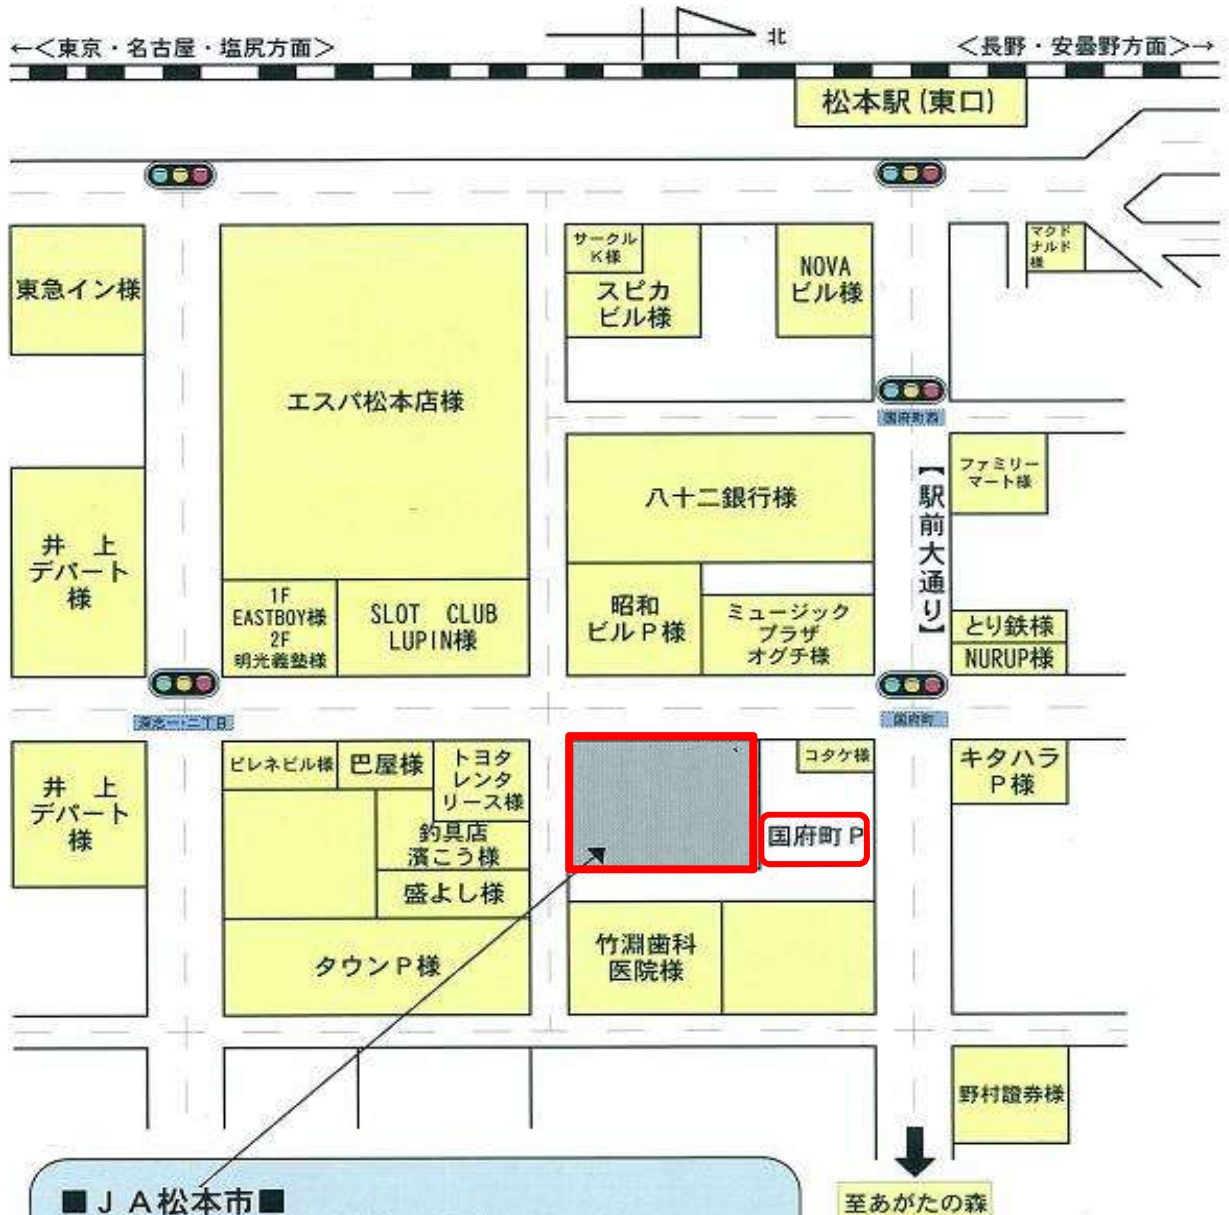 ←＜東京・名古屋・塩尻方面＞
北
＜長野・安曇野方面＞→
松本駅(東口)
東急イン様
エスパ松本店様
サークル
K様
スピカ
ビル様
NOVA
ビル様
マクド
ナルド
様
国府町西
井　上
デパート
様
1F
EASTBOY様
2F
明光義塾様
SLOT　CLUB
LUPIN様
八十二銀行様
昭和
ビルP様
ミュージック
プラザ
オグチ様
【駅前大通り】
ファミリー
マート様
とり鉄様
NURUP様
深志一・二丁目
国府町
井　上
デパート
様
ピレネビル様
巴屋様
トヨタ
レンタ
リース様
釣具店
濱こう様
盛よし様
タウンP様
コタケ様
国府町P
キタハラ
P様
竹淵歯科
医院様
野村證券様
■ＪＡ松本市■
至あがたの森